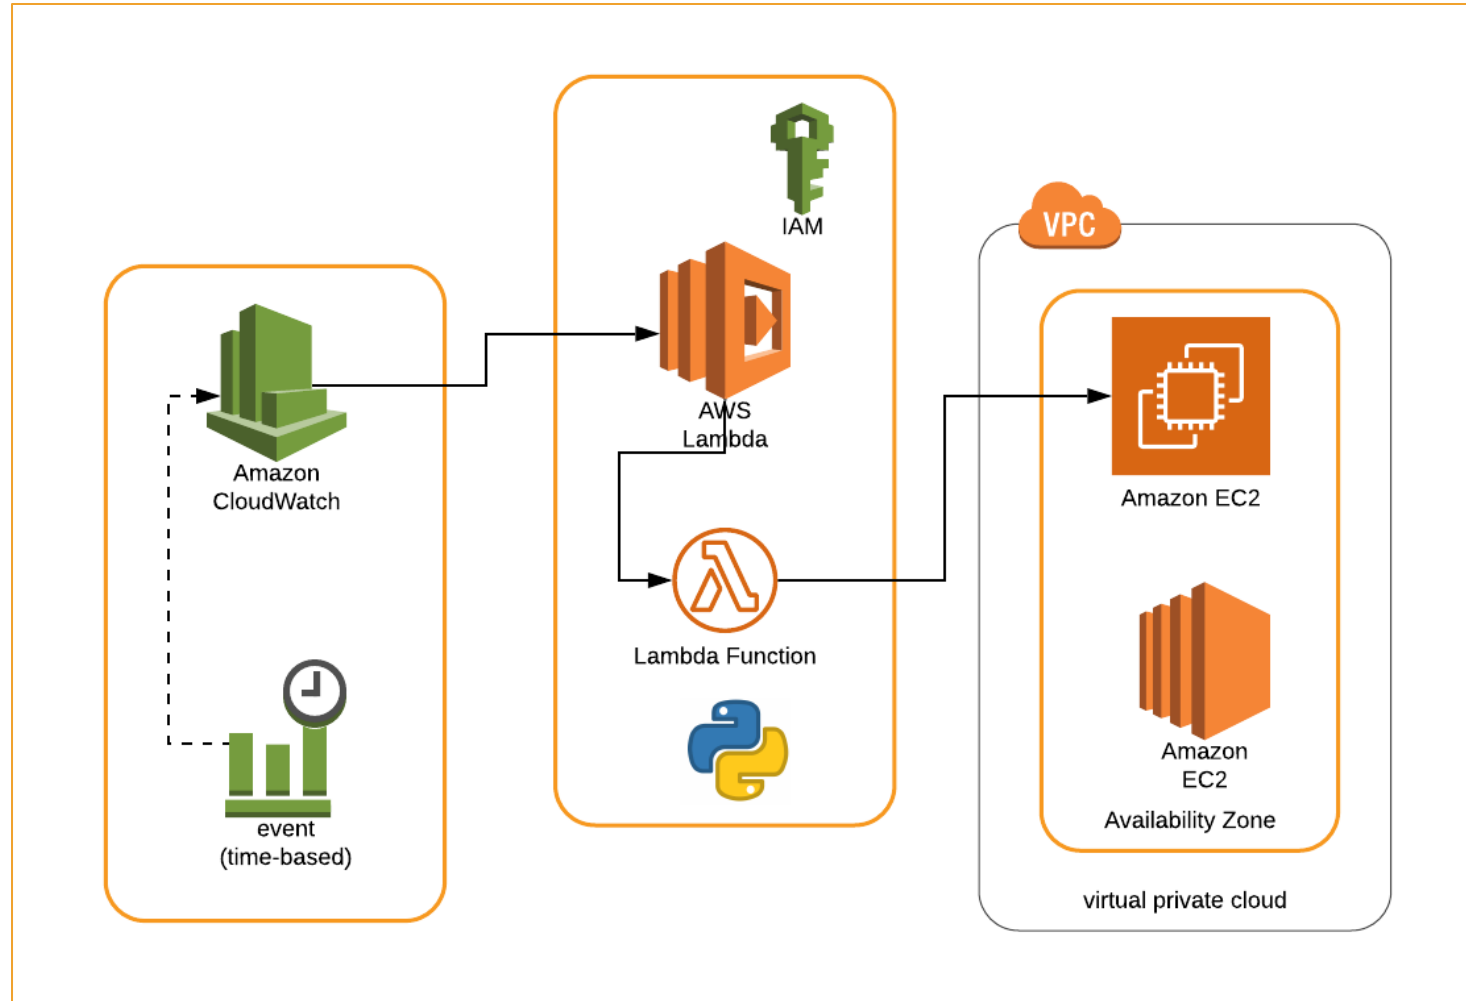 IAM
VPC
AWS
Lambda
Amazon
CloudWatch
Amazon EC2
Lambda Function
Amazon
EC2
Availability Zone
event
(time-based)
virtual private cloud